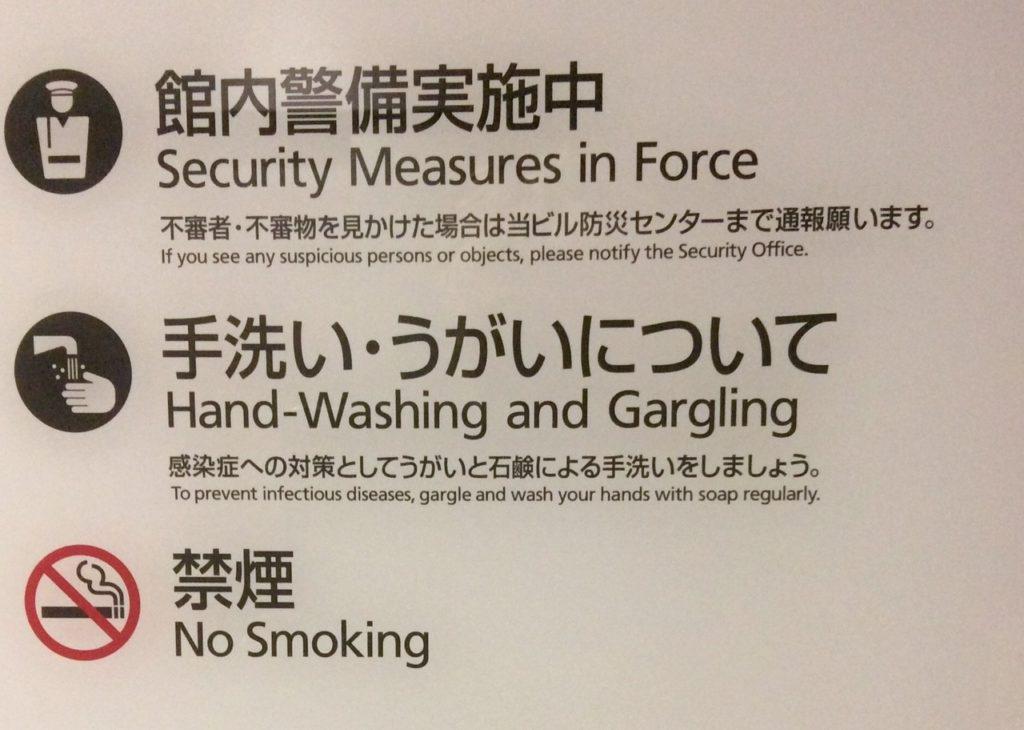 館内警備実施中
Security Measures in Force
不審者・不審物を見かけた場合は当ビル防災センターまで通報願います。
If you see any suspicious persons or objects, please notify the Security Office.
手洗い・うがいについて
Hand-Washing and Gargling
感染症への対策としてうがいと石鹸による手洗いをしましょう。
To prevent infectious diseases, gargle and wash your hands with soap regularly.
禁煙
No Smoking